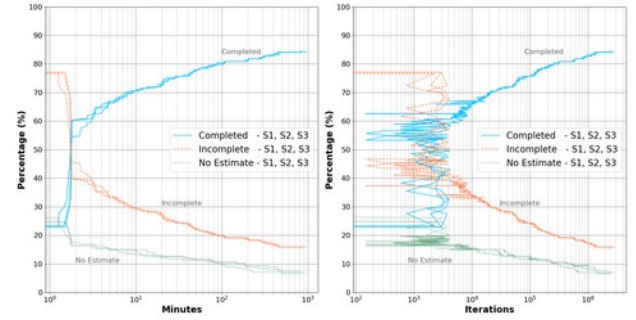 100
90
80
70
60
50
40
30
20
10
0
Percentage (%)
Completed
Completed - S1, S2, S3
Incomplete - S1, S2, S3
No Estimate - S1, S2, S3
Incomplete
No Estimate
10⁰ 10¹ 10² 10³
Minutes
100
90
80
70
60
50
40
30
20
10
0
Percentage (%)
Completed
Completed - S1, S2, S3
Incomplete - S1, S2, S3
No Estimate - S1, S2, S3
Incomplete
No Estimate
10² 10³ 10⁴ 10⁵ 10⁶
Iterations